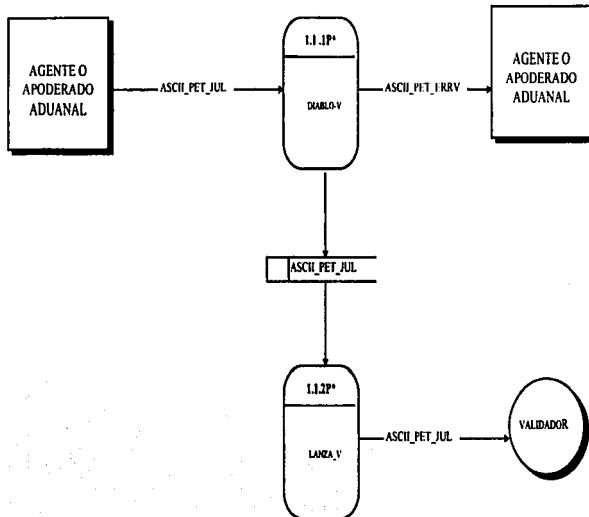 AGENTE O
APODERADO
ADUANAL
ASCII_PET_JUL
1.1.1P*
DIABLO-V
ASCII_PET_ERRV
AGENTE O
APODERADO
ADUANAL
ASCII_PET_JUL
1.1.2P*
LANZA_V
ASCII_PET_JUL
VALIDADOR